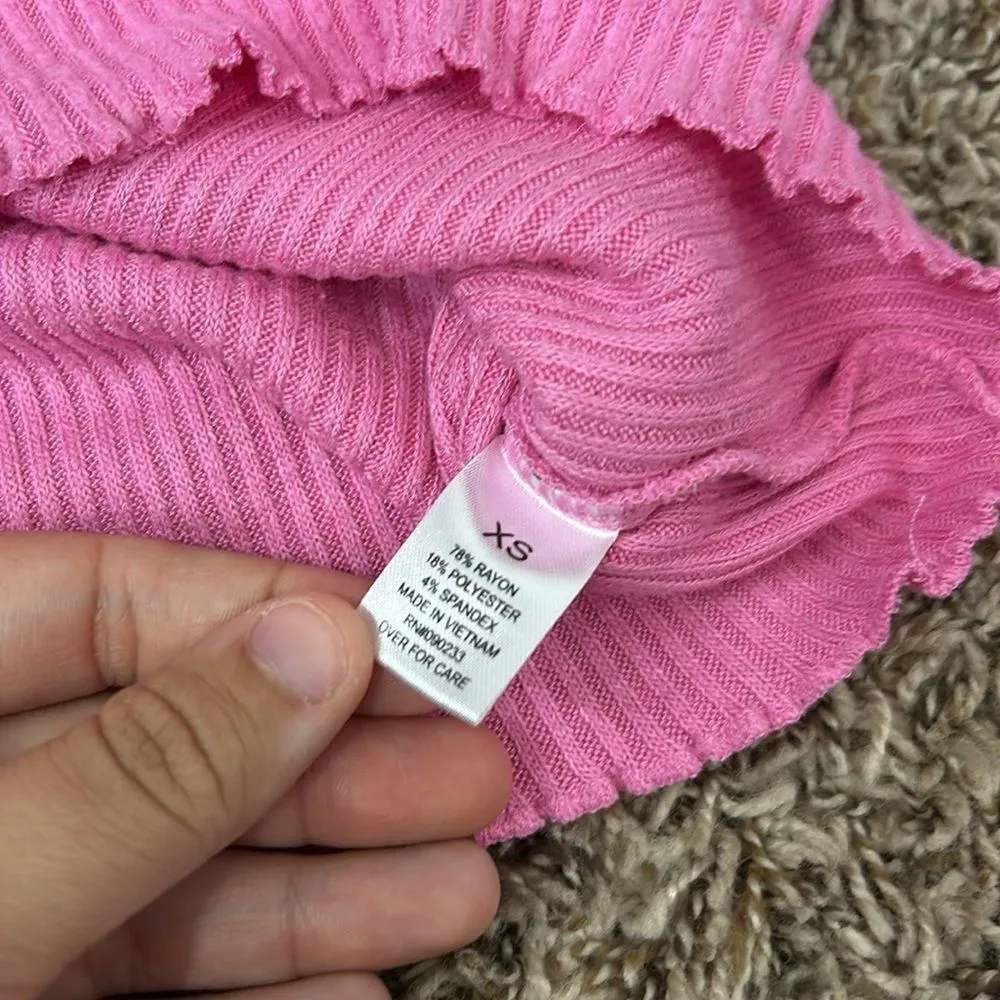 XS
78% RAYON
18% POLYESTER
4% SPANDEX
MADE IN VIETNAM
RN#090233
OVER FOR CARE